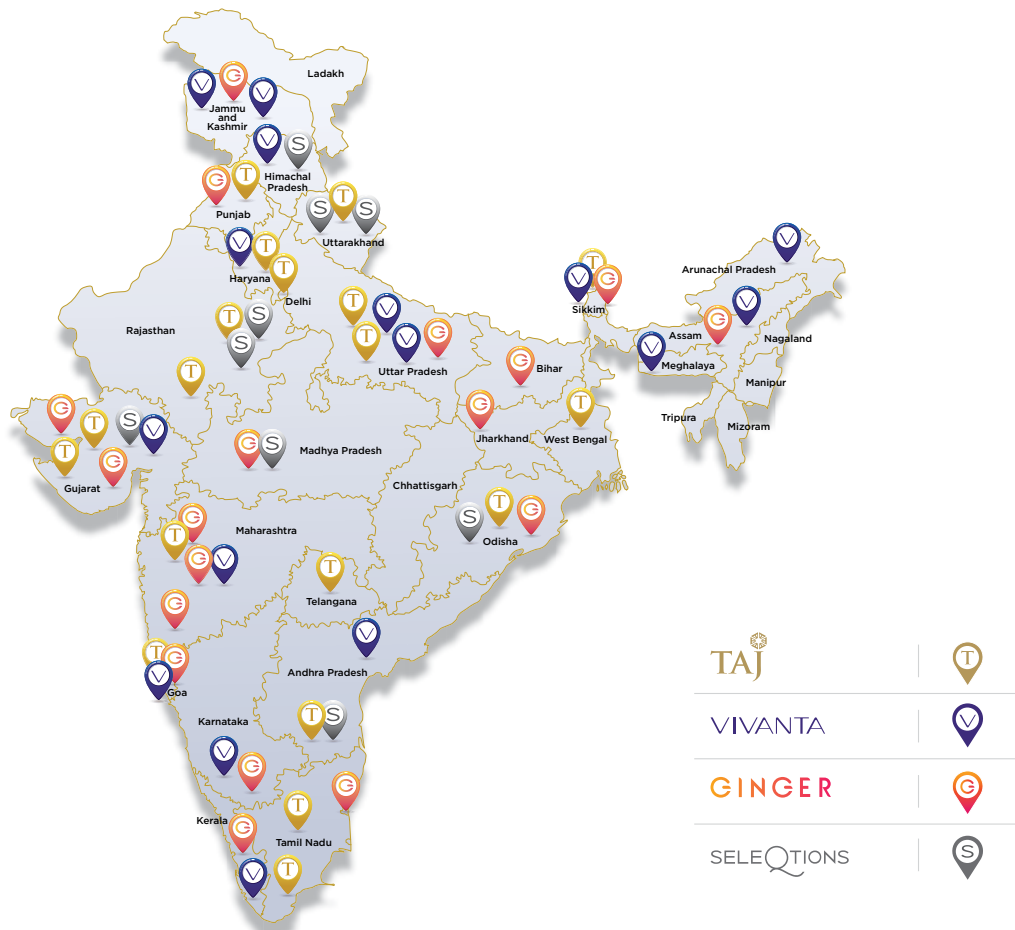 Ladakh
V
G
V
Jammu
and
Kashmir
V
S
Himachal
Pradesh
G
T
Punjab
S
T
S
Uttarakhand
V
T
T
Haryana
Delhi
V
Arunachal Pradesh
T
V
G
Sikkim
T
S
S
Rajasthan
T
V
T
V
G
Uttar Pradesh
V
G
Assam
Nagaland
V
Meghalaya
Manipur
Tripura
Mizoram
G
Bihar
T
G
Jharkhand
T
West Bengal
G
T
S
V
T
G
Gujarat
G
S
Madhya Pradesh
Chhattisgarh
S
T
G
Odisha
G
T
Maharashtra
G
V
G
T
Telangana
T
G
V
Goa
V
Andhra Pradesh
T
S
Karnataka
V
G
G
T
Kerala
G
Tamil Nadu
V
T
TAJ
T
VIVANTA
V
GINGER
G
SELEQTIONS
S